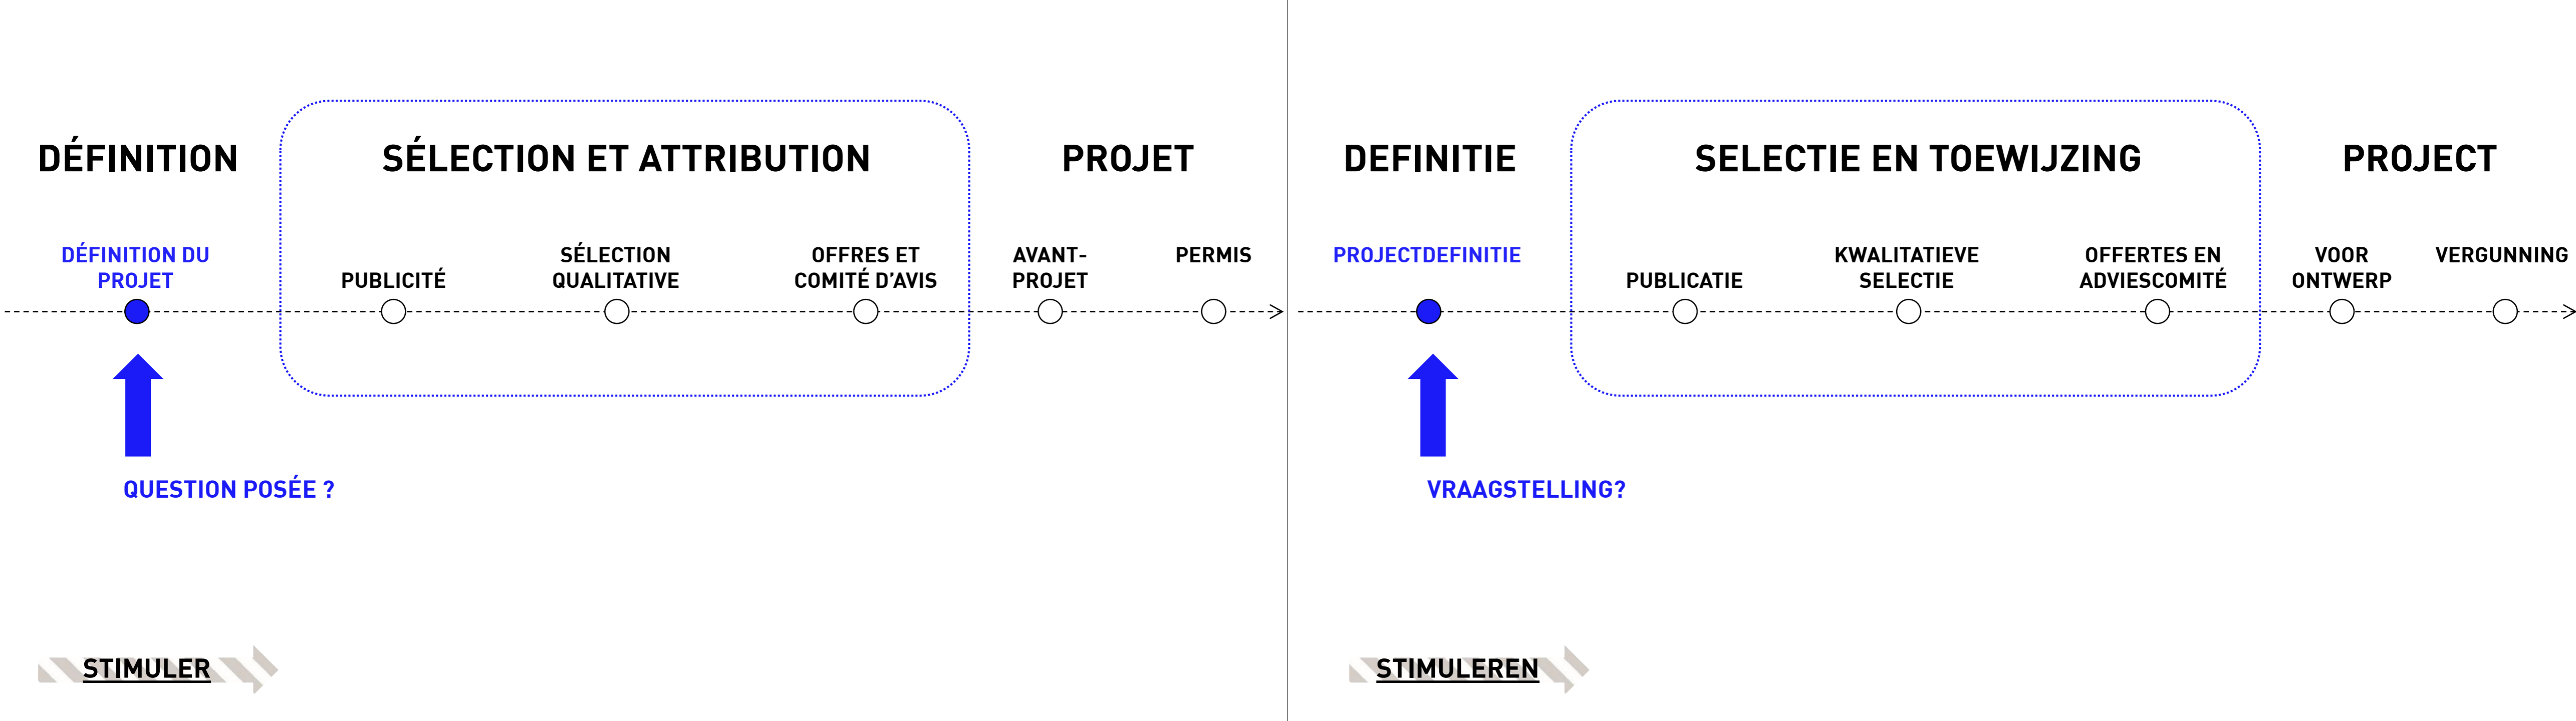 DÉFINITION
SÉLECTION ET ATTRIBUTION
PROJET
DÉFINITION DU
PROJET
PUBLICITÉ
SÉLECTION
QUALITATIVE
OFFRES ET
COMITÉ D'AVIS
AVANT-
PROJET
PERMIS
QUESTION POSÉE ?
STIMULER
DEFINITIE
SELECTIE EN TOEWIJZING
PROJECT
PROJECTDEFINITIE
PUBLICATIE
KWALITATIEVE
SELECTIE
OFFERTES EN
ADVIESCOMITÉ
VOOR
ONTWERP
VERGUNNING
VRAAGSTELLING?
STIMULEREN